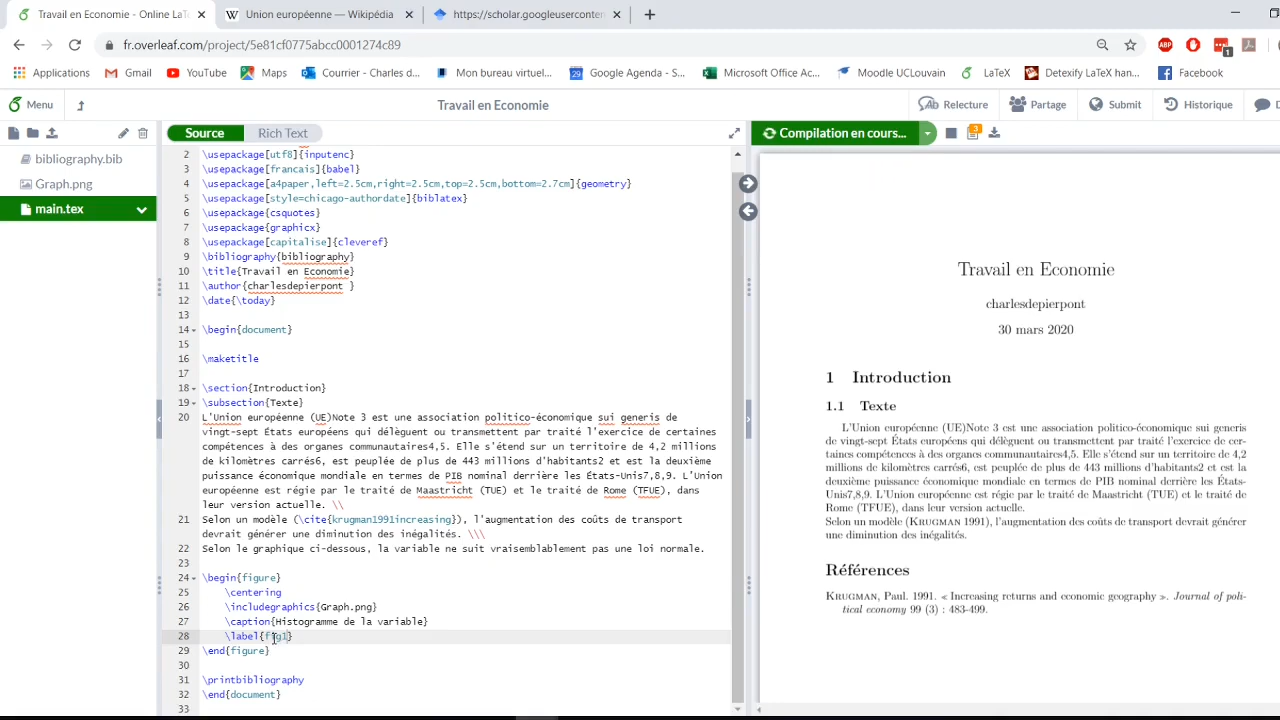 Travail en Economie - Online LaT
Union européenne — Wikipédia
https://scholar.googleuserconten
fr.overleaf.com/project/5e81cf0775abcc0001274c89
ABP
1
Applications
Gmail
YouTube
Maps
Courrier - Charles d...
Mon bureau virtuel...
Google Agenda - S...
Microsoft Office Ac...
Moodle UCLouvain
LaTeX
Detexify LaTeX han...
Facebook
Menu
Travail en Economie
Relecture
Partage
Submit
Historique
Source
Rich Text
Compilation en cours...
3
bibliography.bib
Graph.png
main.tex
2 \usepackage[utf8]{inputenc}
3 \usepackage[francais]{babel}
4 \usepackage[a4paper,left=2.5cm,right=2.5cm,top=2.5cm,bottom=2.7cm]{geometry}
5 \usepackage[style=chicago-authordate]{biblatex}
6 \usepackage{csquotes}
7 \usepackage{graphicx}
8 \usepackage[capitalise]{cleveref}
9 \bibliography{bibliography}
10 \title{Travail en Economie}
11 \author{charlesdepierpont }
12 \date{\today}
13
14 \begin{document}
15
16 \maketitle
17
18 \section{Introduction}
19 \subsection{Texte}
20 L'Union européenne (UE)Note 3 est une association politico-économique sui generis de
vingt-sept États européens qui délèguent ou transmettent par traité l'exercice de certaines
compétences à des organes communautaires4,5. Elle s'étend sur un territoire de 4,2 millions
de kilomètres carrés6, est peuplée de plus de 443 millions d'habitants2 et est la deuxième
puissance économique mondiale en termes de PIB nominal derrière les États-Unis7,8,9. L'Union
européenne est régie par le traité de Maastricht (TUE) et le traité de Rome (TFUE), dans
leur version actuelle. \\
21 Selon un modèle (\cite{krugman1991increasing}), l'augmentation des coûts de transport
devrait générer une diminution des inégalités. \\\
22 Selon le graphique ci-dessous, la variable ne suit vraisemblablement pas une loi normale.
23
24 \begin{figure}
25 \centering
26 \includegraphics{Graph.png}
27 \caption{Histogramme de la variable}
28 \label{fig1}
29 \end{figure}
30
31 \printbibliography
32 \end{document}
33
Travail en Economie
charlesdepierpont
30 mars 2020
1 Introduction
1.1 Texte
L'Union européenne (UE)Note 3 est une association politico-économique sui generis
de vingt-sept États européens qui délèguent ou transmettent par traité l'exercice de cer-
taines compétences à des organes communautaires4,5. Elle s'étend sur un territoire de 4,2
millions de kilomètres carrés6, est peuplée de plus de 443 millions d'habitants2 et est la
deuxième puissance économique mondiale en termes de PIB nominal derrière les États-
Unis7,8,9. L'Union européenne est régie par le traité de Maastricht (TUE) et le traité de
Rome (TFUE), dans leur version actuelle.
Selon un modèle (KRUGMAN 1991), l'augmentation des coûts de transport devrait générer
une diminution des inégalités.
Références
KRUGMAN, Paul. 1991. « Increasing returns and economic geography ». Journal of poli-
tical economy 99 (3) : 483-499.